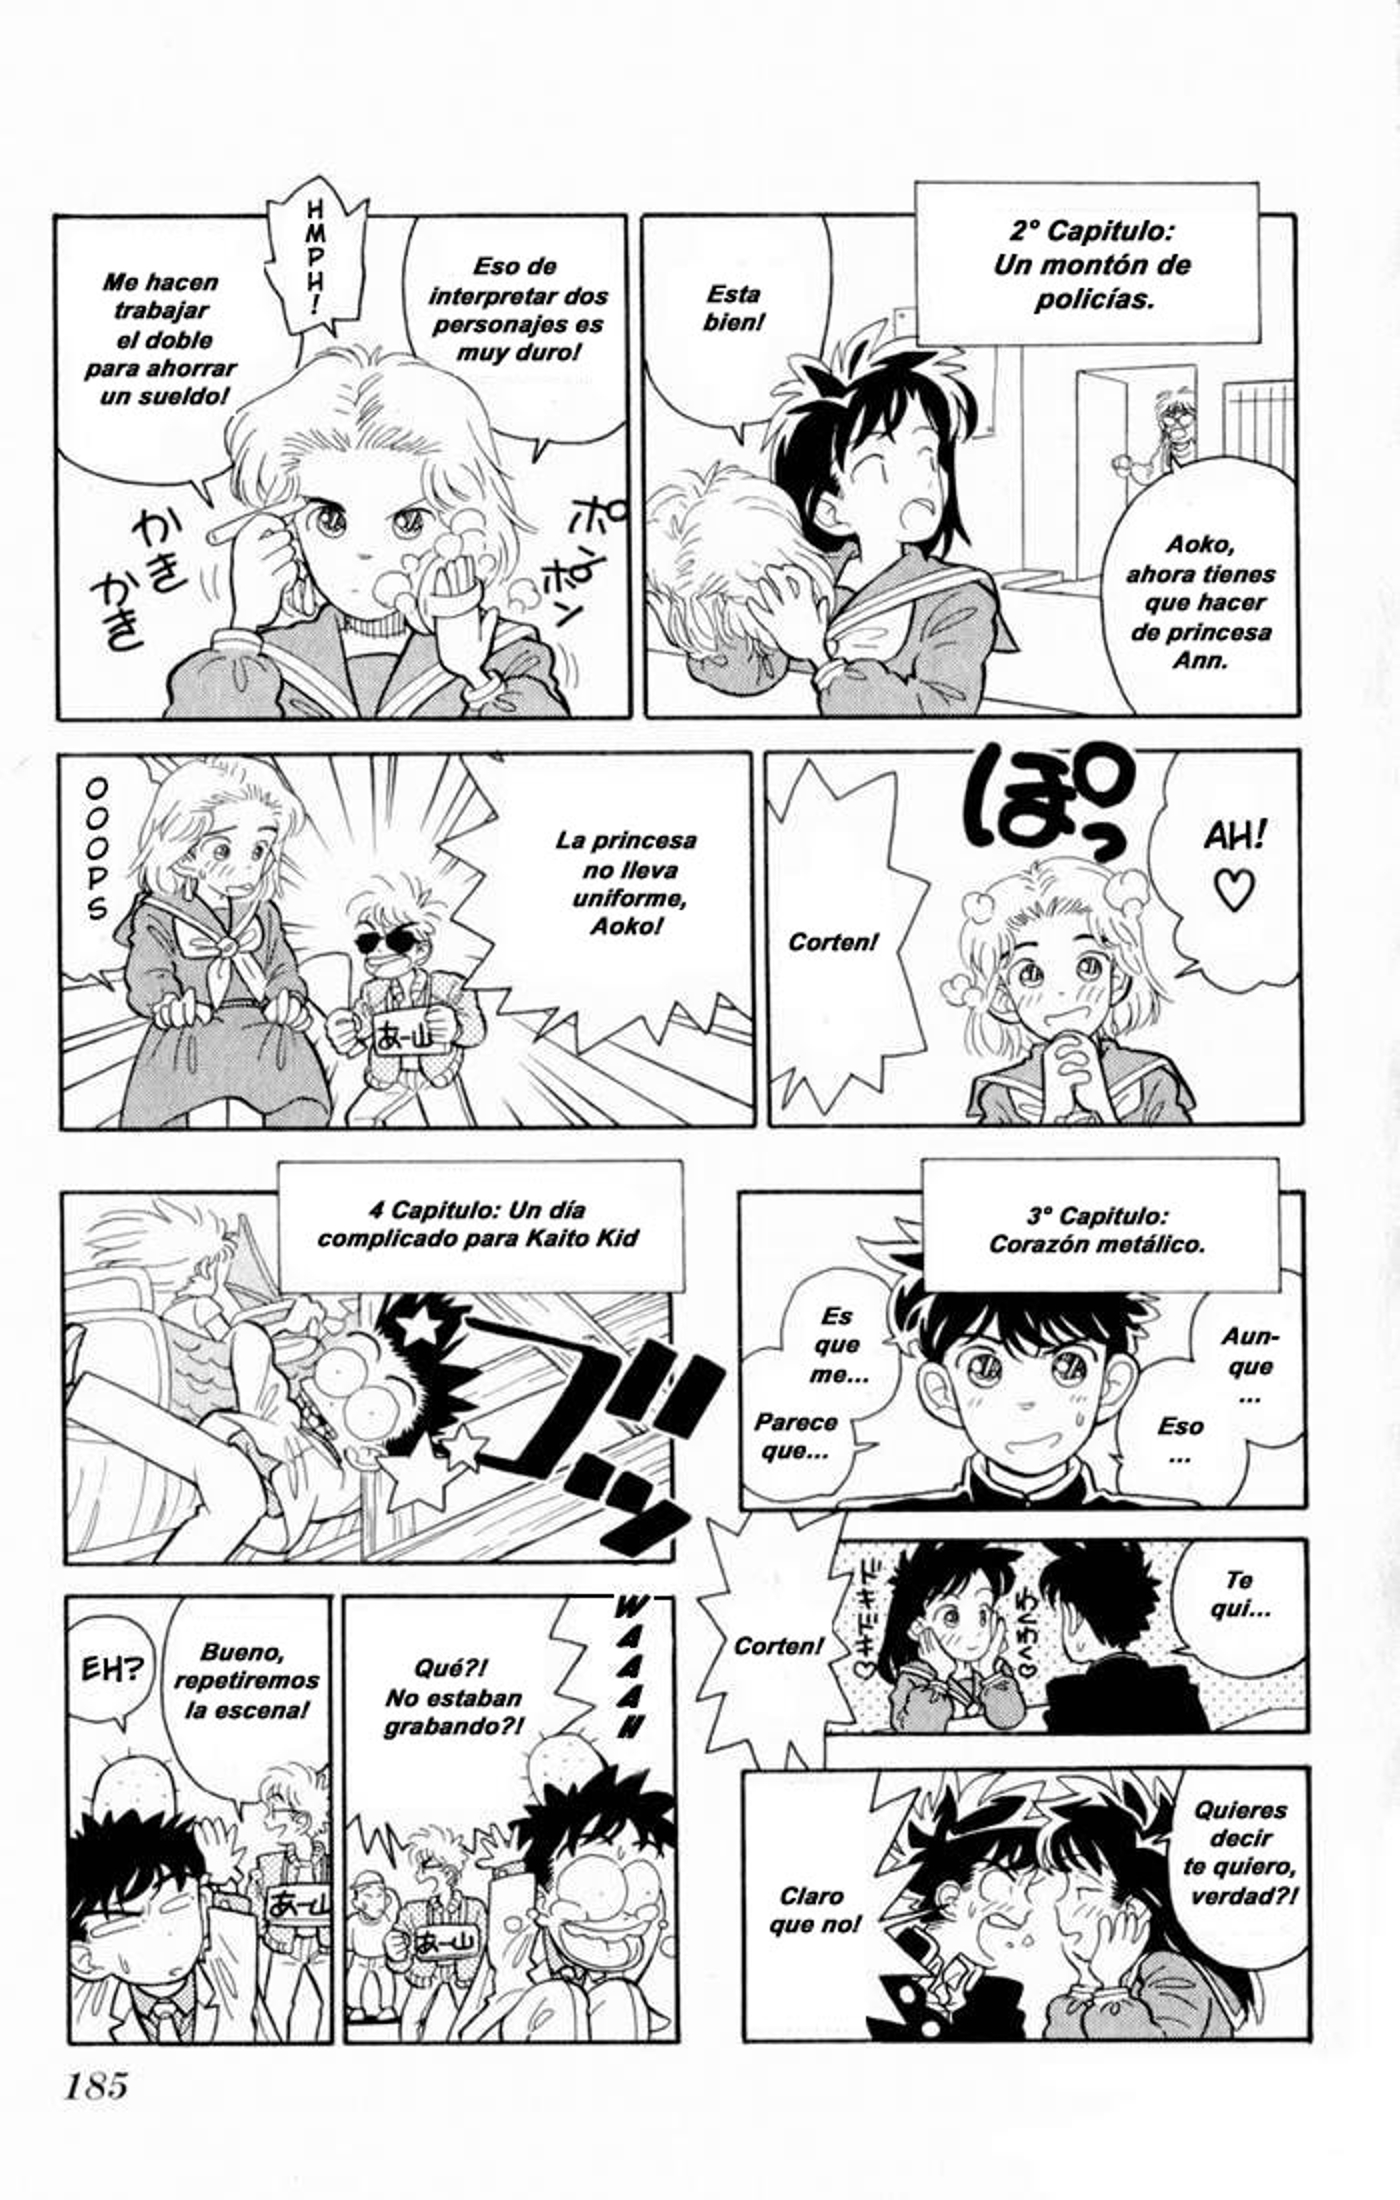 2° Capitulo:
Un montón de
policías.
Esta
bien!
Aoko,
ahora tienes
que hacer
de princesa
Ann.
Eso de
interpretar dos
personajes es
muy duro!
HMPH!
Me hacen
trabajar
el doble
para ahorrar
un sueldo!
ポン
ポン
かき
かき
AH!
♡
ぽっ
Corten!
La princesa
no lleva
uniforme,
Aoko!
OOOPS
あー山
3° Capitulo:
Corazón metálico.
Aun-
que
...
Eso
...
Es
que
me...
Parece
que...
Te
qui...
Corten!
Quieres
decir
te quiero,
verdad?!
Claro
que no!
4 Capitulo: Un día
complicado para Kaito Kid
WAAAH
Qué?!
No estaban
grabando?!
あー山
Bueno,
repetiremos
la escena!
EH?
あー山
185